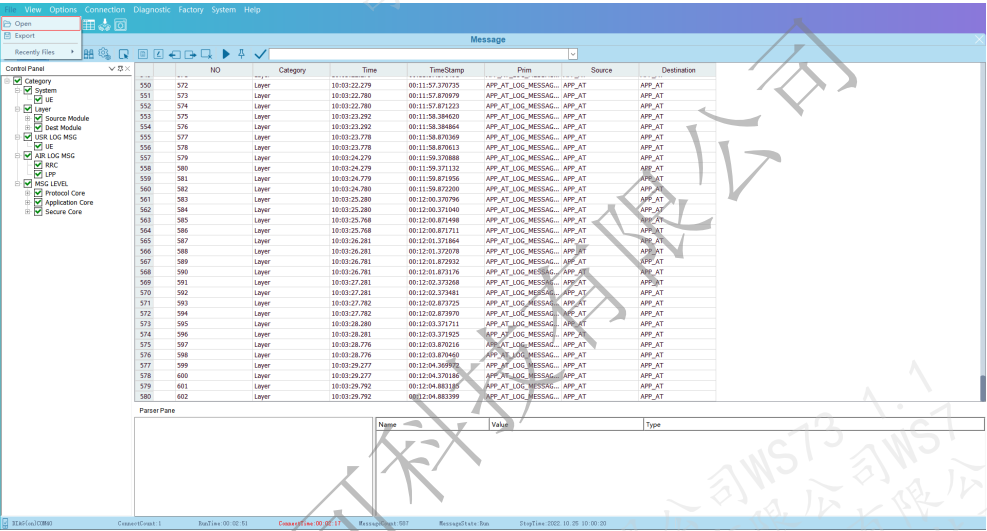 File View Options Connection Diagnostic Factory System Help
Open
Export
Recently Files
Message
Control Panel
Category
System
UE
Layer
Source Module
Dest Module
USR LOG MSG
UE
AIR LOG MSG
RRC
LPP
MSG LEVEL
Protocol Core
Application Core
Secure Core
NO Category Time TimeStamp Prim Source Destination
550 572 Layer 10:03:22.279 00:11:57.370735 APP_AT_LOG_MESSAG... APP_AT APP_AT
551 573 Layer 10:03:22.780 00:11:57.870979 APP_AT_LOG_MESSAG... APP_AT APP_AT
552 574 Layer 10:03:22.780 00:11:57.871223 APP_AT_LOG_MESSAG... APP_AT APP_AT
553 575 Layer 10:03:23.292 00:11:58.384620 APP_AT_LOG_MESSAG... APP_AT APP_AT
554 576 Layer 10:03:23.292 00:11:58.384864 APP_AT_LOG_MESSAG... APP_AT APP_AT
555 577 Layer 10:03:23.778 00:11:58.870369 APP_AT_LOG_MESSAG... APP_AT APP_AT
556 578 Layer 10:03:23.778 00:11:58.870613 APP_AT_LOG_MESSAG... APP_AT APP_AT
557 579 Layer 10:03:24.279 00:11:59.370888 APP_AT_LOG_MESSAG... APP_AT APP_AT
558 580 Layer 10:03:24.279 00:11:59.371132 APP_AT_LOG_MESSAG... APP_AT APP_AT
559 581 Layer 10:03:24.779 00:11:59.871956 APP_AT_LOG_MESSAG... APP_AT APP_AT
560 582 Layer 10:03:24.780 00:11:59.872200 APP_AT_LOG_MESSAG... APP_AT APP_AT
561 583 Layer 10:03:25.280 00:12:00.370796 APP_AT_LOG_MESSAG... APP_AT APP_AT
562 584 Layer 10:03:25.280 00:12:00.371040 APP_AT_LOG_MESSAG... APP_AT APP_AT
563 585 Layer 10:03:25.768 00:12:00.871498 APP_AT_LOG_MESSAG... APP_AT APP_AT
564 586 Layer 10:03:25.768 00:12:00.871711 APP_AT_LOG_MESSAG... APP_AT APP_AT
565 587 Layer 10:03:26.281 00:12:01.371864 APP_AT_LOG_MESSAG... APP_AT APP_AT
566 588 Layer 10:03:26.281 00:12:01.372078 APP_AT_LOG_MESSAG... APP_AT APP_AT
567 589 Layer 10:03:26.781 00:12:01.872932 APP_AT_LOG_MESSAG... APP_AT APP_AT
568 590 Layer 10:03:26.781 00:12:01.873176 APP_AT_LOG_MESSAG... APP_AT APP_AT
569 591 Layer 10:03:27.281 00:12:02.373268 APP_AT_LOG_MESSAG... APP_AT APP_AT
570 592 Layer 10:03:27.281 00:12:02.373481 APP_AT_LOG_MESSAG... APP_AT APP_AT
571 593 Layer 10:03:27.782 00:12:02.873725 APP_AT_LOG_MESSAG... APP_AT APP_AT
572 594 Layer 10:03:27.782 00:12:02.873970 APP_AT_LOG_MESSAG... APP_AT APP_AT
573 595 Layer 10:03:28.280 00:12:03.371711 APP_AT_LOG_MESSAG... APP_AT APP_AT
574 596 Layer 10:03:28.281 00:12:03.371925 APP_AT_LOG_MESSAG... APP_AT APP_AT
575 597 Layer 10:03:28.776 00:12:03.870216 APP_AT_LOG_MESSAG... APP_AT APP_AT
576 598 Layer 10:03:28.776 00:12:03.870460 APP_AT_LOG_MESSAG... APP_AT APP_AT
577 599 Layer 10:03:29.277 00:12:04.369972 APP_AT_LOG_MESSAG... APP_AT APP_AT
578 600 Layer 10:03:29.277 00:12:04.370186 APP_AT_LOG_MESSAG... APP_AT APP_AT
579 601 Layer 10:03:29.792 00:12:04.883185 APP_AT_LOG_MESSAG... APP_AT APP_AT
580 602 Layer 10:03:29.792 00:12:04.883399 APP_AT_LOG_MESSAG... APP_AT APP_AT
Parser Pane
Name Value Type
ConnectCount:1 RunTime:00:02:51 ConnectTime:00:02:17 MessageCount:557 MessageState:Run StopTime:2022.10.25 10:00:20
司科技有限公司
公司WS73 1.1